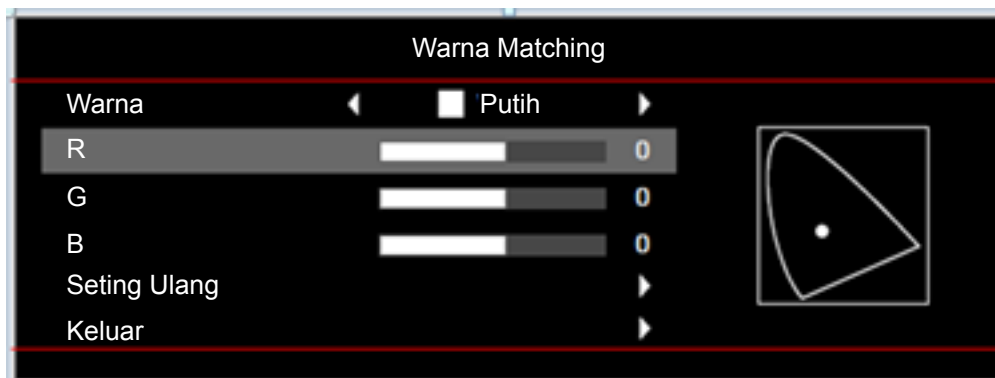 Warna Matching
Warna Putih
R 0
G 0
B 0
Seting Ulang
Keluar